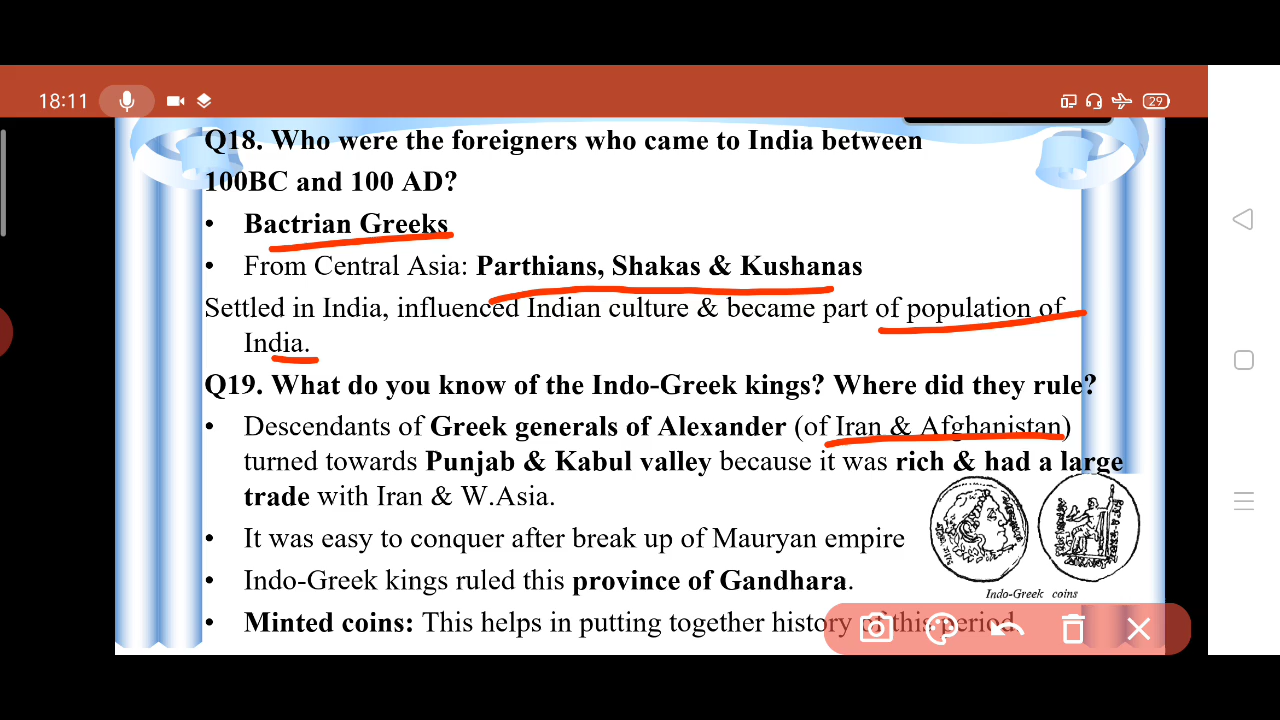 18:11
29
Q18. Who were the foreigners who came to India between
100BC and 100 AD?
• Bactrian Greeks
• From Central Asia: Parthians, Shakas & Kushanas
Settled in India, influenced Indian culture & became part of population of
India.
Q19. What do you know of the Indo-Greek kings? Where did they rule?
• Descendants of Greek generals of Alexander (of Iran & Afghanistan)
turned towards Punjab & Kabul valley because it was rich & had a large
trade with Iran & W.Asia.
• It was easy to conquer after break up of Mauryan empire
• Indo-Greek kings ruled this province of Gandhara.
Indo-Greek coins
• Minted coins: This helps in putting together history of this period.